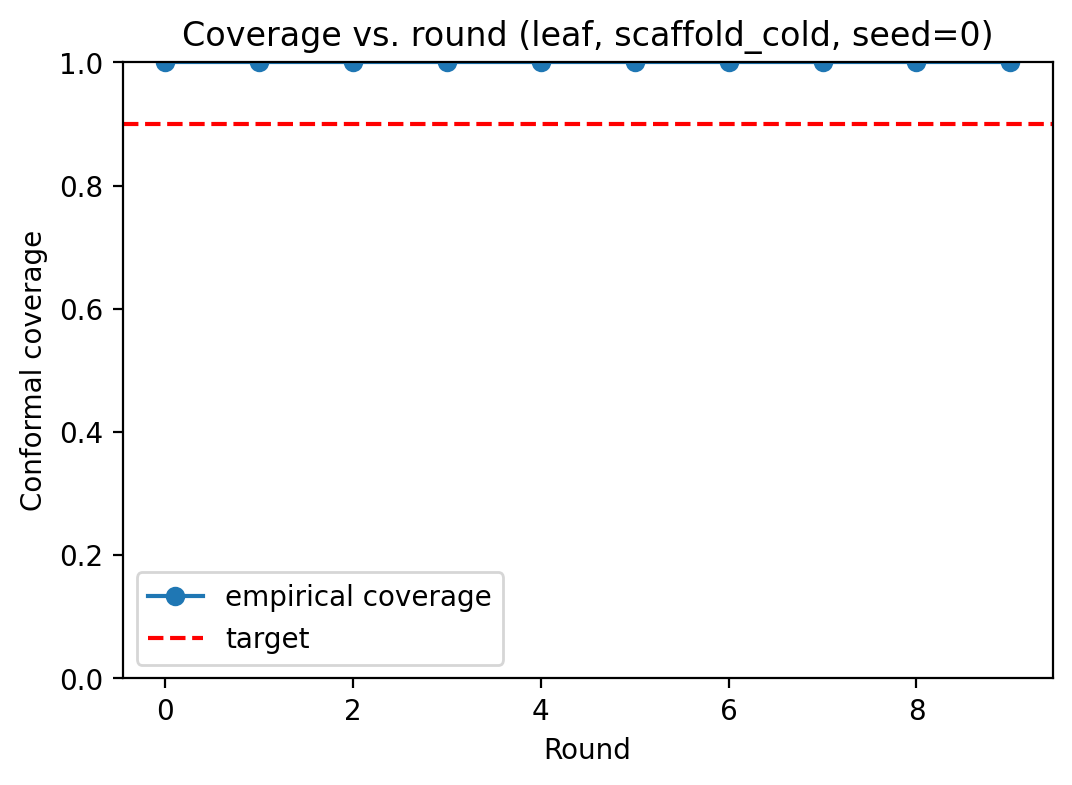 Coverage vs. round (leaf, scaffold_cold, seed=0)
1.0
0.8
0.6
0.4
0.2
0.0
Conformal coverage
empirical coverage
target
0 2 4 6 8
Round